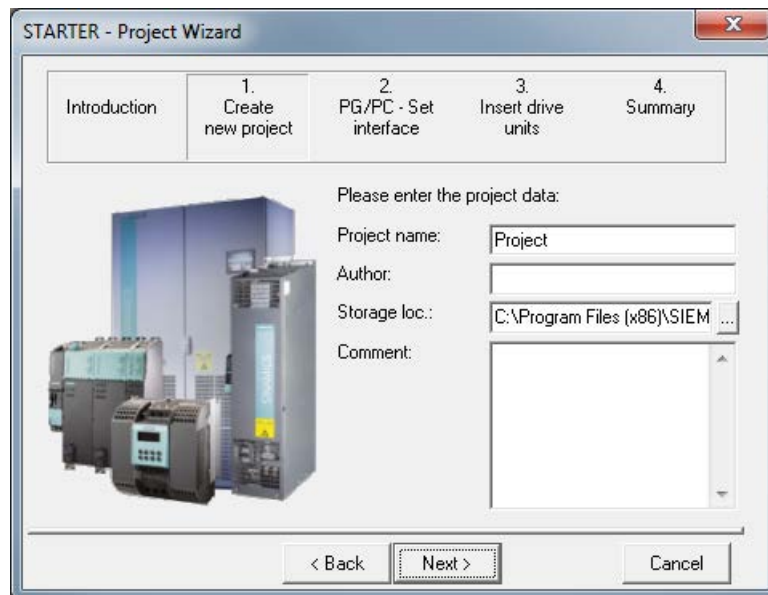 STARTER - Project Wizard
Introduction
1.
Create
new project
2.
PG/PC - Set
interface
3.
Insert drive
units
4.
Summary
Please enter the project data:
Project name:
Project
Author:
Storage loc.:
C:\Program Files (x86)\SIEM
...
Comment:
SINAMICS
< Back
Next >
Cancel